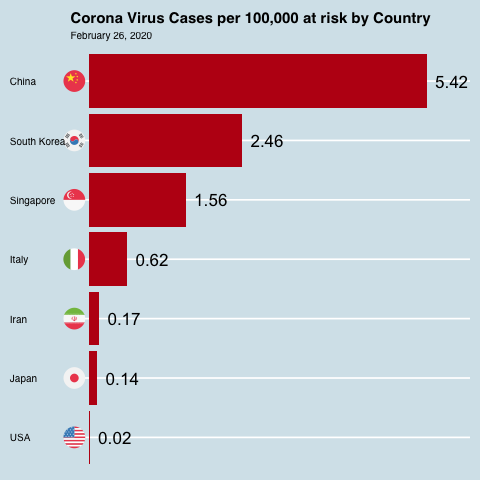 Corona Virus Cases per 100,000 at risk by Country
February 26, 2020
China 5.42
South Korea 2.46
Singapore 1.56
Italy 0.62
Iran 0.17
Japan 0.14
USA 0.02